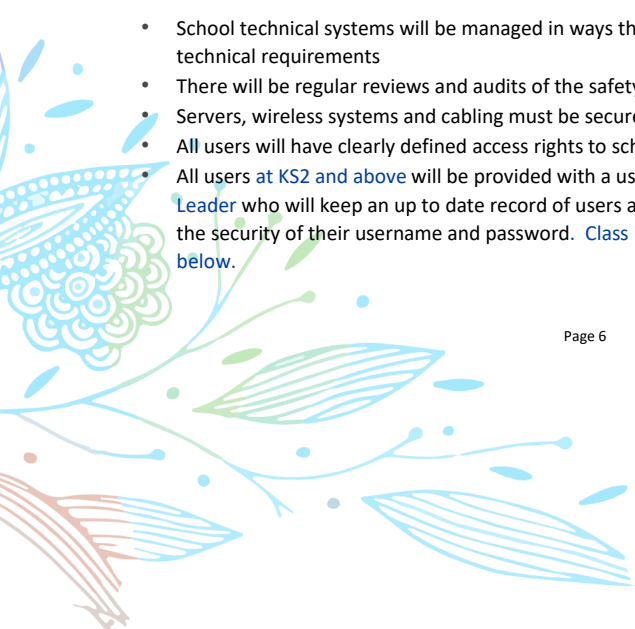 School technical systems will be managed in ways th
technical requirements
There will be regular reviews and audits of the safety
Servers, wireless systems and cabling must be secure
All users will have clearly defined access rights to sch
All users at KS2 and above will be provided with a us
Leader who will keep an up to date record of users a
the security of their username and password. Class
below.
Page 6